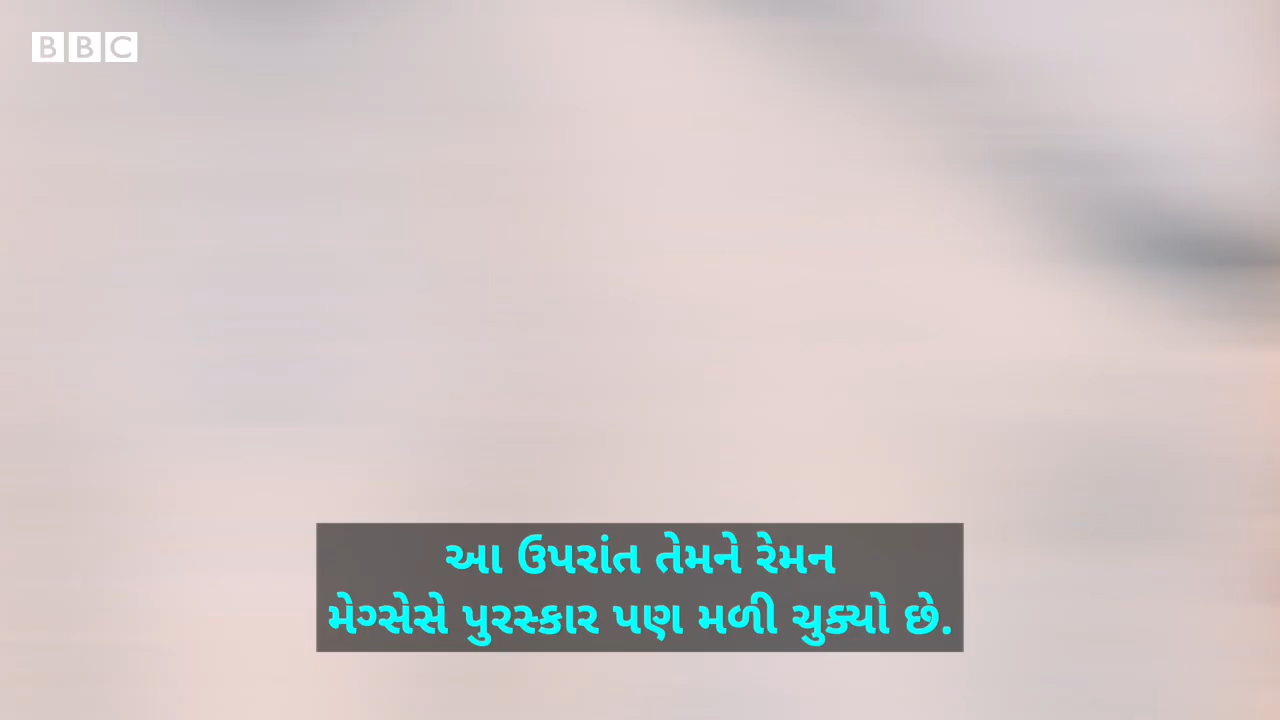 BBC
આ ઉપરાંત તેમને રેમન
મેગ્સેસે પુરસ્કાર પણ મળી ચુક્યો છે.